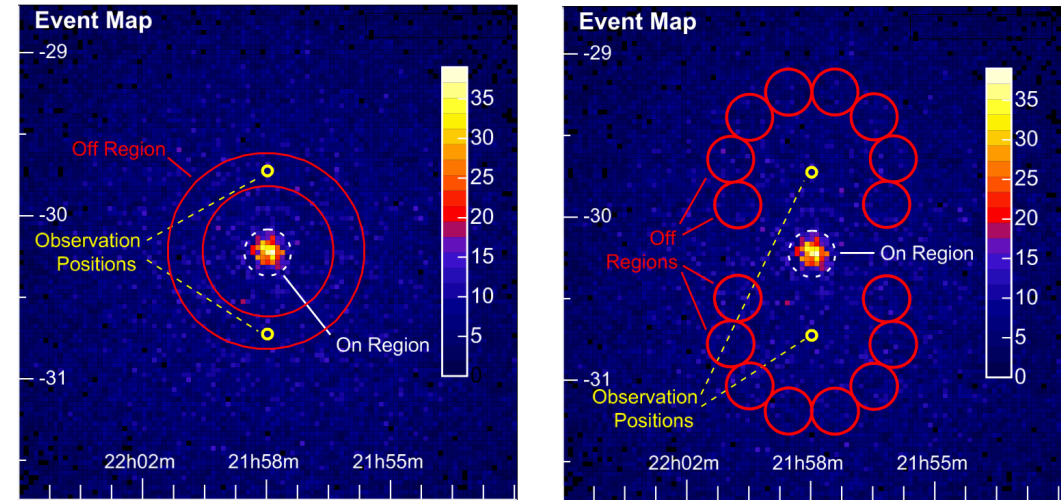 Event Map
-29
-30
-31
Off Region
Observation
Positions
On Region
35
30
25
20
15
10
5
0
22h02m
21h58m
21h55m
Event Map
-29
-30
-31
Off
Regions
On Region
Observation
Positions
35
30
25
20
15
10
5
0
22h02m
21h58m
21h55m